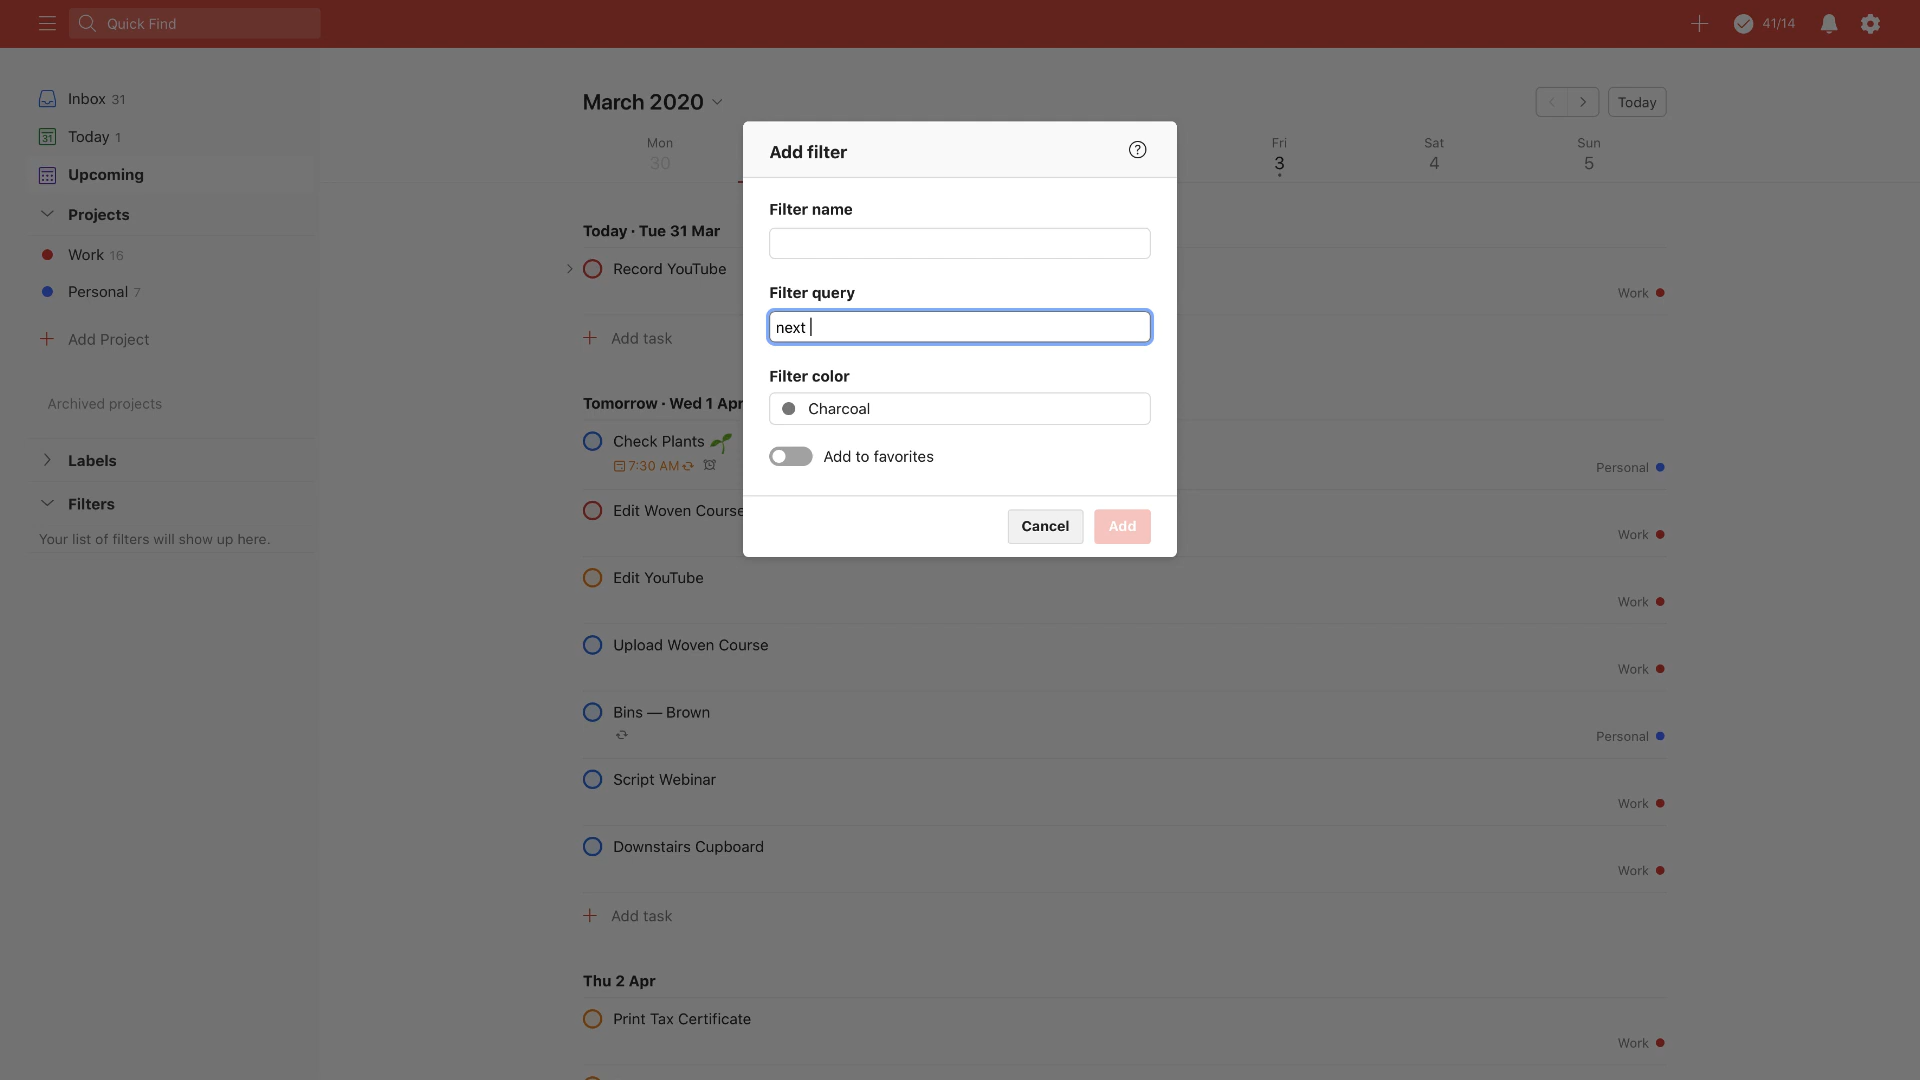 Quick Find
41/14
Inbox 31
31 Today 1
Upcoming
Projects
Work 16
Personal 7
Add Project
Archived projects
Labels
Filters
Your list of filters will show up here.
March 2020
Today
Mon
30
Fri
3
Sat
4
Sun
5
Today · Tue 31 Mar
Record YouTube
Work
Add task
Tomorrow · Wed 1 Apr
Check Plants
7:30 AM
Personal
Edit Woven Course
Work
Edit YouTube
Work
Upload Woven Course
Work
Bins — Brown
Personal
Script Webinar
Work
Downstairs Cupboard
Work
Add task
Thu 2 Apr
Print Tax Certificate
Work
Add filter
?
Filter name
Filter query
next
Filter color
Charcoal
Add to favorites
Cancel
Add